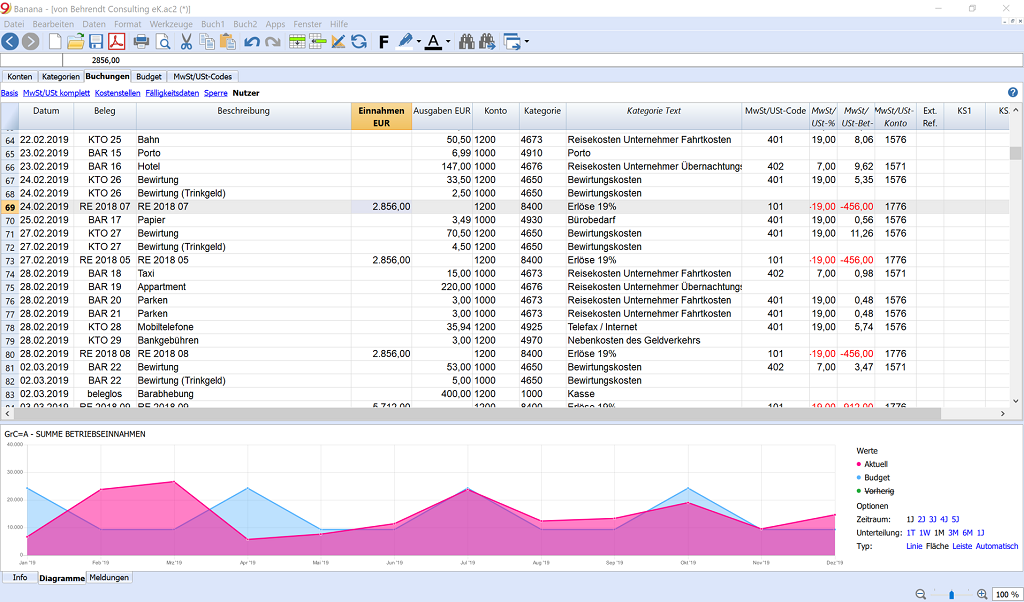 Banana - [von Behrendt Consulting eK.ac2 (*)]
Datei Bearbeiten Daten Format Werkzeuge Buch1 Buch2 Apps Fenster Hilfe
F A
2856,00
Konten Kategorien Buchungen Budget MwSt/USt-Codes
Basis MwSt/USt komplett Kostenstellen Fälligkeitsdaten Sperre Nutzer
Datum Beleg Beschreibung Einnahmen EUR Ausgaben EUR Konto Kategorie Kategorie Text MwSt/USt-Code MwSt/ USt-% MwSt/ USt-Bet- MwSt/USt- Konto Ext. Ref. KS1 KS.
64 22.02.2019 KTO 25 Bahn 50,50 1200 4673 Reisekosten Unternehmer Fahrtkosten 401 19,00 8,06 1576
65 23.02.2019 BAR 15 Porto 6,99 1000 4910 Porto
66 23.02.2019 BAR 16 Hotel 147,00 1000 4676 Reisekosten Unternehmer Übernachtungs 402 7,00 9,62 1571
67 24.02.2019 KTO 26 Bewirtung 33,50 1200 4650 Bewirtungskosten 401 19,00 5,35 1576
68 24.02.2019 KTO 26 Bewirtung (Trinkgeld) 2,50 1000 4650 Bewirtungskosten
69 24.02.2019 RE 2018 07 RE 2018 07 2.856,00 1200 8400 Erlöse 19% 101 -19,00 -456,00 1776
70 25.02.2019 BAR 17 Papier 3,49 1000 4930 Bürobedarf 401 19,00 0,56 1576
71 27.02.2019 KTO 27 Bewirtung 70,50 1200 4650 Bewirtungskosten 401 19,00 11,26 1576
72 27.02.2019 KTO 27 Bewirtung (Trinkgeld) 4,50 1000 4650 Bewirtungskosten
73 27.02.2019 RE 2018 05 RE 2018 05 2.856,00 1200 8400 Erlöse 19% 101 -19,00 -456,00 1776
74 28.02.2019 BAR 18 Taxi 15,00 1000 4673 Reisekosten Unternehmer Fahrtkosten 402 7,00 0,98 1571
75 28.02.2019 BAR 19 Appartment 220,00 1000 4676 Reisekosten Unternehmer Übernachtungs
76 28.02.2019 BAR 20 Parken 3,00 1000 4673 Reisekosten Unternehmer Fahrtkosten 401 19,00 0,48 1576
77 28.02.2019 BAR 21 Parken 3,00 1000 4673 Reisekosten Unternehmer Fahrtkosten 401 19,00 0,48 1576
78 28.02.2019 KTO 28 Mobiltelefone 35,94 1200 4925 Telefax / Internet 401 19,00 5,74 1576
79 28.02.2019 KTO 29 Bankgebühren 3,00 1200 4970 Nebenkosten des Geldverkehrs
80 28.02.2019 RE 2018 08 RE 2018 08 2.856,00 1200 8400 Erlöse 19% 101 -19,00 -456,00 1776
81 02.03.2019 BAR 22 Bewirtung 53,00 1000 4650 Bewirtungskosten 402 7,00 3,47 1571
82 02.03.2019 BAR 22 Bewirtung (Trinkgeld) 5,00 1000 4650 Bewirtungskosten
83 02.03.2019 beleglos Barabhebung 400,00 1200 1000 Kasse
03.03.2019 RE 2018 09 RE 2018 09 5.712,00 1200 8400 Erlöse 19% 101 -19,00 -912,00 1776
GrC=A - SUMME BETRIEBSEINNAHMEN
40.000
30.000
20.000
10.000
0
Jan '19 Feb '19 Mrz '19 Apr '19 Mai '19 Jun '19 Jul '19 Aug '19 Sep '19 Okt '19 Nov '19 Dez '19
Werte
Aktuell
Budget
Vorherig
Optionen
Zeitraum: 1J 2J 3J 4J 5J
Unterteilung: 1T 1W 1M 3M 6M 1J
Typ: Linie Fläche Leiste Automatisch
Info Diagramme Meldungen
100 %